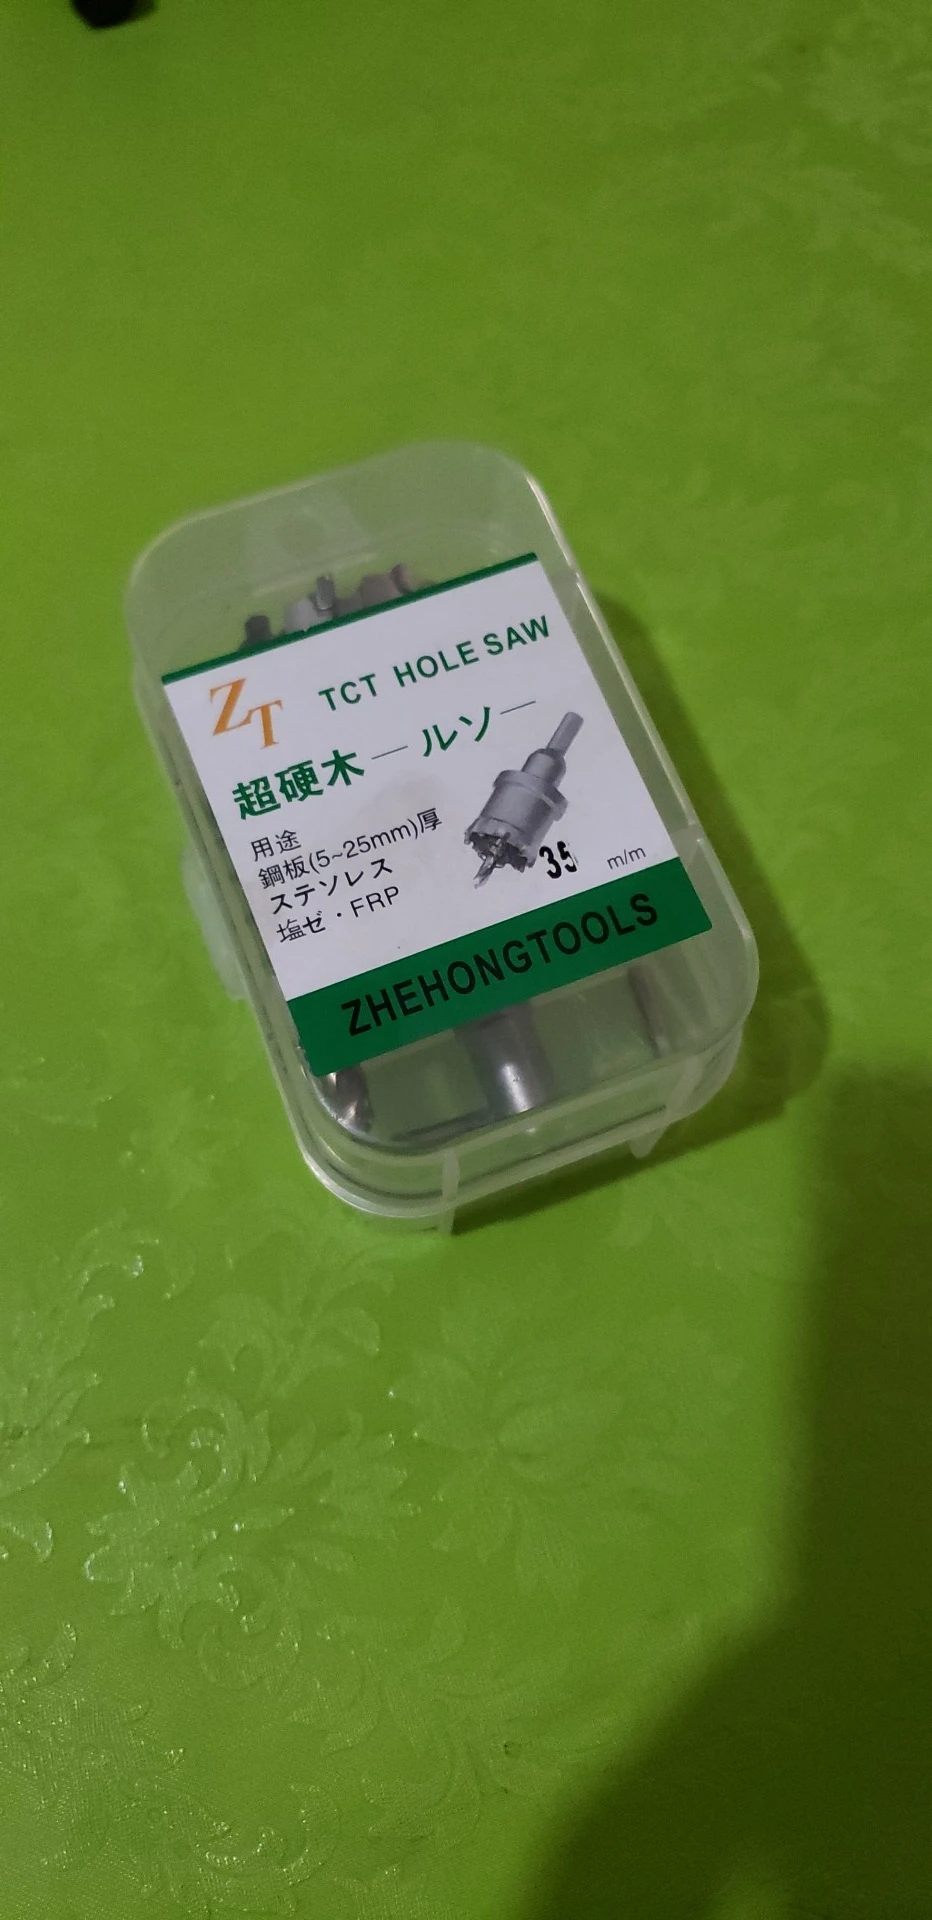 ZT TCT HOLE SAW
超硬木ールソー
用途
鋼板(5~25mm)厚
ステソレス
塩ゼ・FRP
35 m/m
ZHEHONGTOOLS